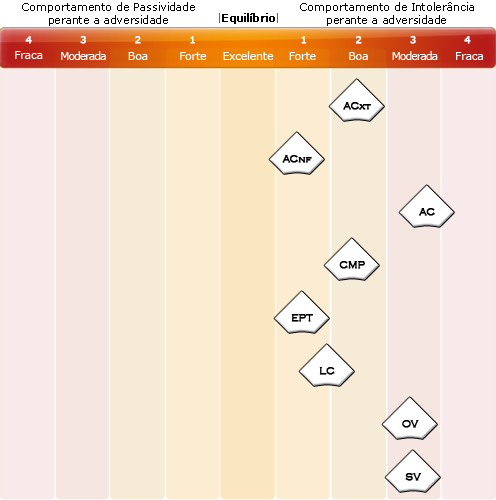 Comportamento de Passividade
perante a adversidade
|Equilíbrio|
Comportamento de Intolerância
perante a adversidade
4 3 2 1 1 2 3 4
Fraca Moderada Boa Forte Excelente Forte Boa Moderada Fraca
ACXT
ACNF
AC
CMP
EPT
LC
OV
SV